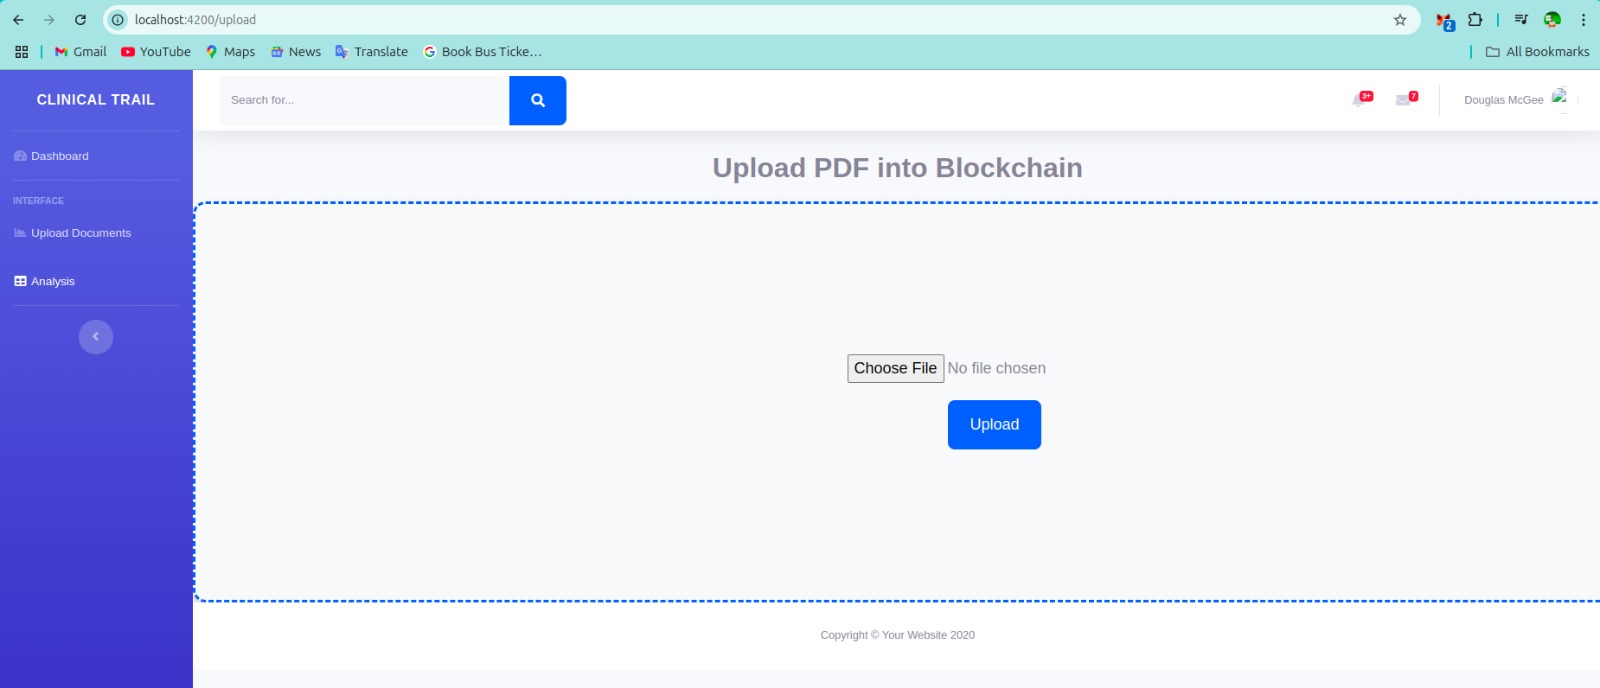 localhost:4200/upload
2
Gmail YouTube Maps News Translate Book Bus Ticke... All Bookmarks
CLINICAL TRAIL
Search for...
3+
7
Douglas McGee
Upload PDF into Blockchain
Dashboard
INTERFACE
Upload Documents
Analysis
Choose File No file chosen
Upload
Copyright © Your Website 2020